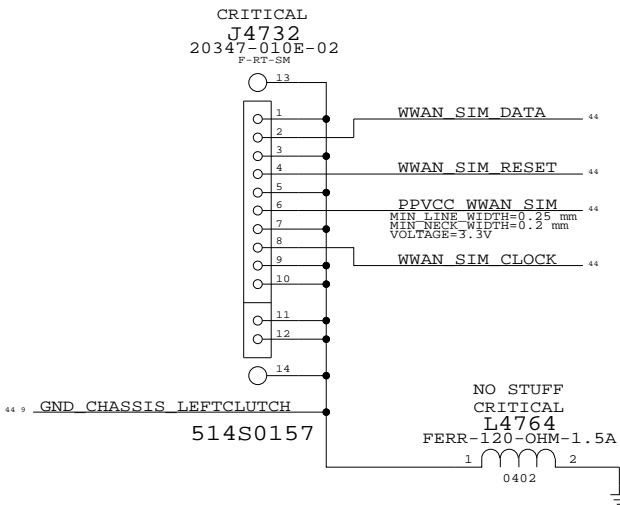 CRITICAL
J4732
20347-010E-02
F-RT-SM
13
1
WWAN_SIM_DATA 44
2
3
4
WWAN_SIM_RESET 44
5
6
PPVCC_WWAN_SIM 44
MIN_LINE_WIDTH=0.25 mm
MIN_NECK_WIDTH=0.2 mm
VOLTAGE=3.3V
7
8
9
WWAN_SIM_CLOCK 44
10
11
12
14
44 9 GND_CHASSIS_LEFTCLUTCH
514S0157
NO STUFF
CRITICAL
L4764
FERR-120-OHM-1.5A
1 2
0402